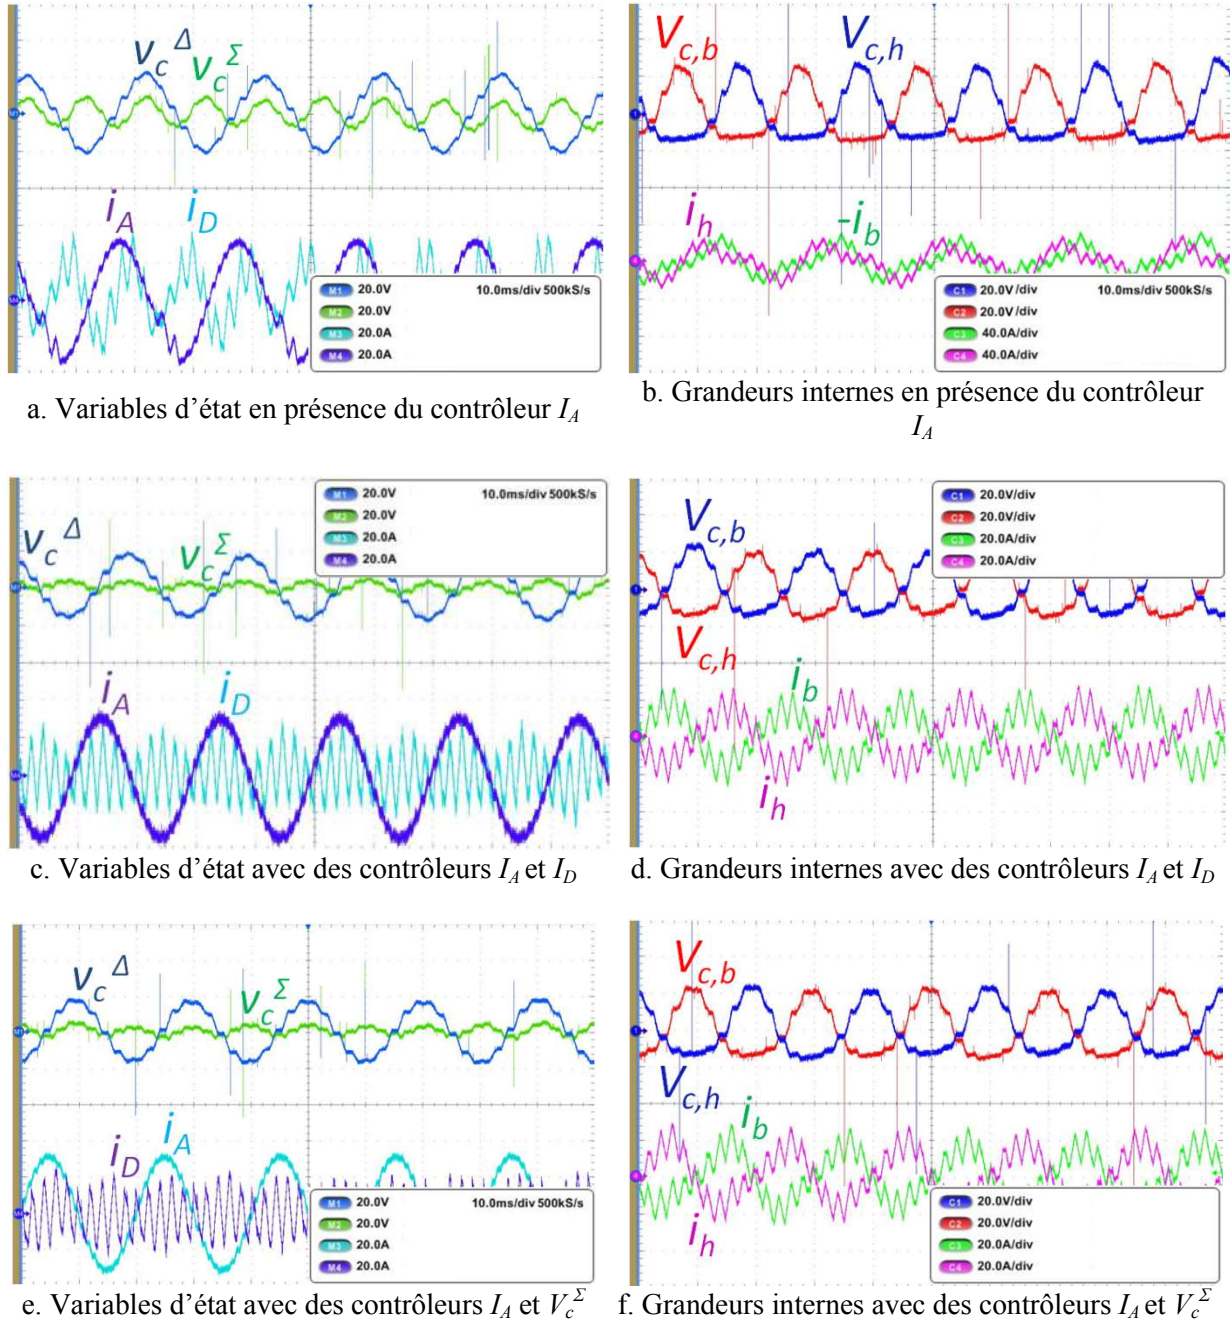 v_c^Δ v_c^Σ
i_A i_D
M1 20.0V 10.0ms/div 500kS/s
M2 20.0V
M3 20.0A
M4 20.0A
V_{c,b} V_{c,h}
i_h -i_b
C1 20.0V/div 10.0ms/div 500kS/s
C2 20.0V/div
C3 40.0A/div
C4 40.0A/div
a. Variables d’état en présence du contrôleur I_A
b. Grandeurs internes en présence du contrôleur
I_A
M1 20.0V 10.0ms/div 500kS/s
M2 20.0V
M3 20.0A
M4 20.0A
v_c^Δ v_c^Σ
i_A i_D
C1 20.0V/div
C2 20.0V/div
C3 20.0A/div
C4 20.0A/div
V_{c,b}
V_{c,h}
i_b
i_h
c. Variables d’état avec des contrôleurs I_A et I_D
d. Grandeurs internes avec des contrôleurs I_A et I_D
v_c^Δ v_c^Σ
i_D i_A
M1 20.0V 10.0ms/div 500kS/s
M2 20.0V
M3 20.0A
M4 20.0A
V_{c,b}
V_{c,h}
i_b
i_h
C1 20.0V/div
C2 20.0V/div
C3 20.0A/div
C4 20.0A/div
e. Variables d’état avec des contrôleurs I_A et V_c^Σ
f. Grandeurs internes avec des contrôleurs I_A et V_c^Σ